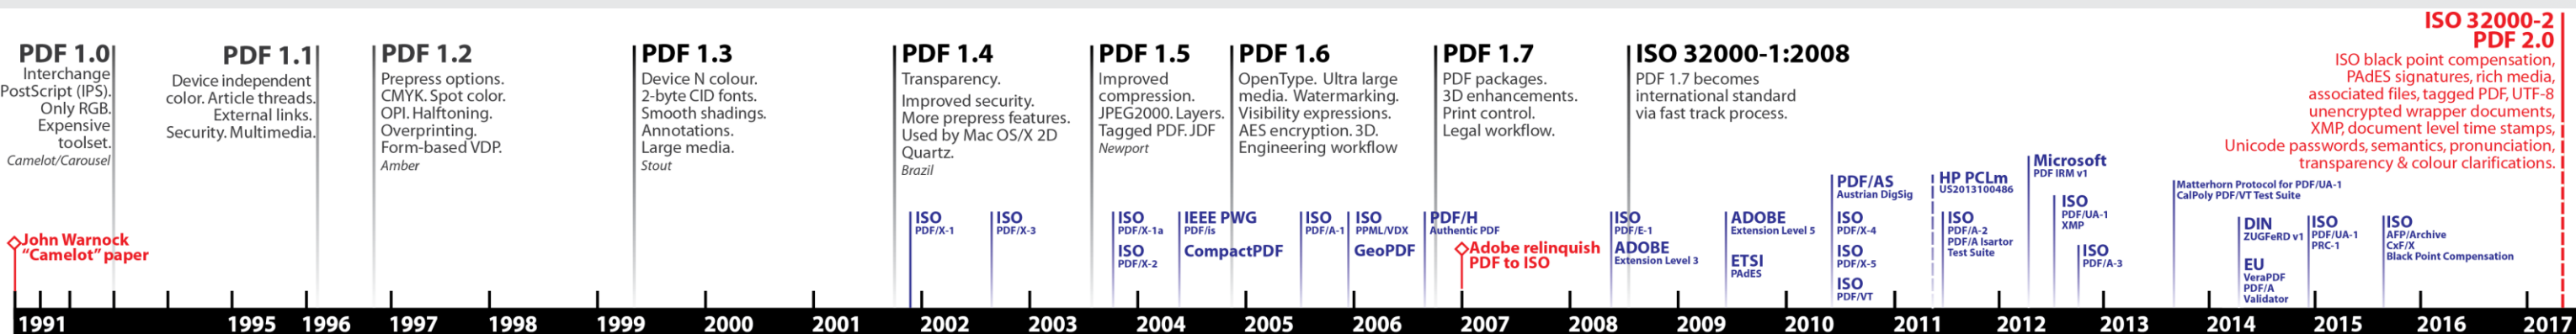 PDF 1.0
Interchange
PostScript (IPS).
Only RGB.
Expensive
toolset.
Camelot/Carousel
PDF 1.1
Device independent
color. Article threads.
External links.
Security. Multimedia.
PDF 1.2
Prepress options.
CMYK. Spot color.
OPI. Halftoning.
Overprinting.
Form-based VDP.
Amber
PDF 1.3
Device N colour.
2-byte CID fonts.
Smooth shadings.
Annotations.
Large media.
Stout
PDF 1.4
Transparency.
Improved security.
More prepress features.
Used by Mac OS/X 2D
Quartz.
Brazil
PDF 1.5
Improved
compression.
JPEG2000. Layers.
Tagged PDF. JDF
Newport
PDF 1.6
OpenType. Ultra large
media. Watermarking.
Visibility expressions.
AES encryption. 3D.
Engineering workflow
PDF 1.7
PDF packages.
3D enhancements.
Print control.
Legal workflow.
ISO 32000-1:2008
PDF 1.7 becomes
international standard
via fast track process.
ISO 32000-2
PDF 2.0
ISO black point compensation,
PAdES signatures, rich media,
associated files, tagged PDF, UTF-8
unencrypted wrapper documents,
XMP, document level time stamps,
Unicode passwords, semantics, pronunciation,
transparency & colour clarifications.
John Warnock
"Camelot" paper
ISO
PDF/X-1
ISO
PDF/X-3
ISO
PDF/X-1a
ISO
PDF/X-2
IEEE PWG
PDF/is
CompactPDF
ISO
PDF/A-1
ISO
PPML/VDX
GeoPDF
PDF/H
Authentic PDF
Adobe relinquish
PDF to ISO
ISO
PDF/E-1
ADOBE
Extension Level 3
ADOBE
Extension Level 5
ETSI
PAdES
PDF/AS
Austrian DigSig
ISO
PDF/X-4
ISO
PDF/X-5
ISO
PDF/VT
HP PCLm
US2013100486
ISO
PDF/A-2
PDF/A Isartor
Test Suite
Microsoft
PDF IRM v1
ISO
PDF/UA-1
XMP
ISO
PDF/A-3
Matterhorn Protocol for PDF/UA-1
CalPoly PDF/VT Test Suite
DIN
ZUGFeRD v1
EU
VeraPDF
PDF/A
Validator
ISO
PDF/UA-1
PRC-1
ISO
AFP/Archive
CxF/X
Black Point Compensation
1991 1995 1996 1997 1998 1999 2000 2001 2002 2003 2004 2005 2006 2007 2008 2009 2010 2011 2012 2013 2014 2015 2016 2017